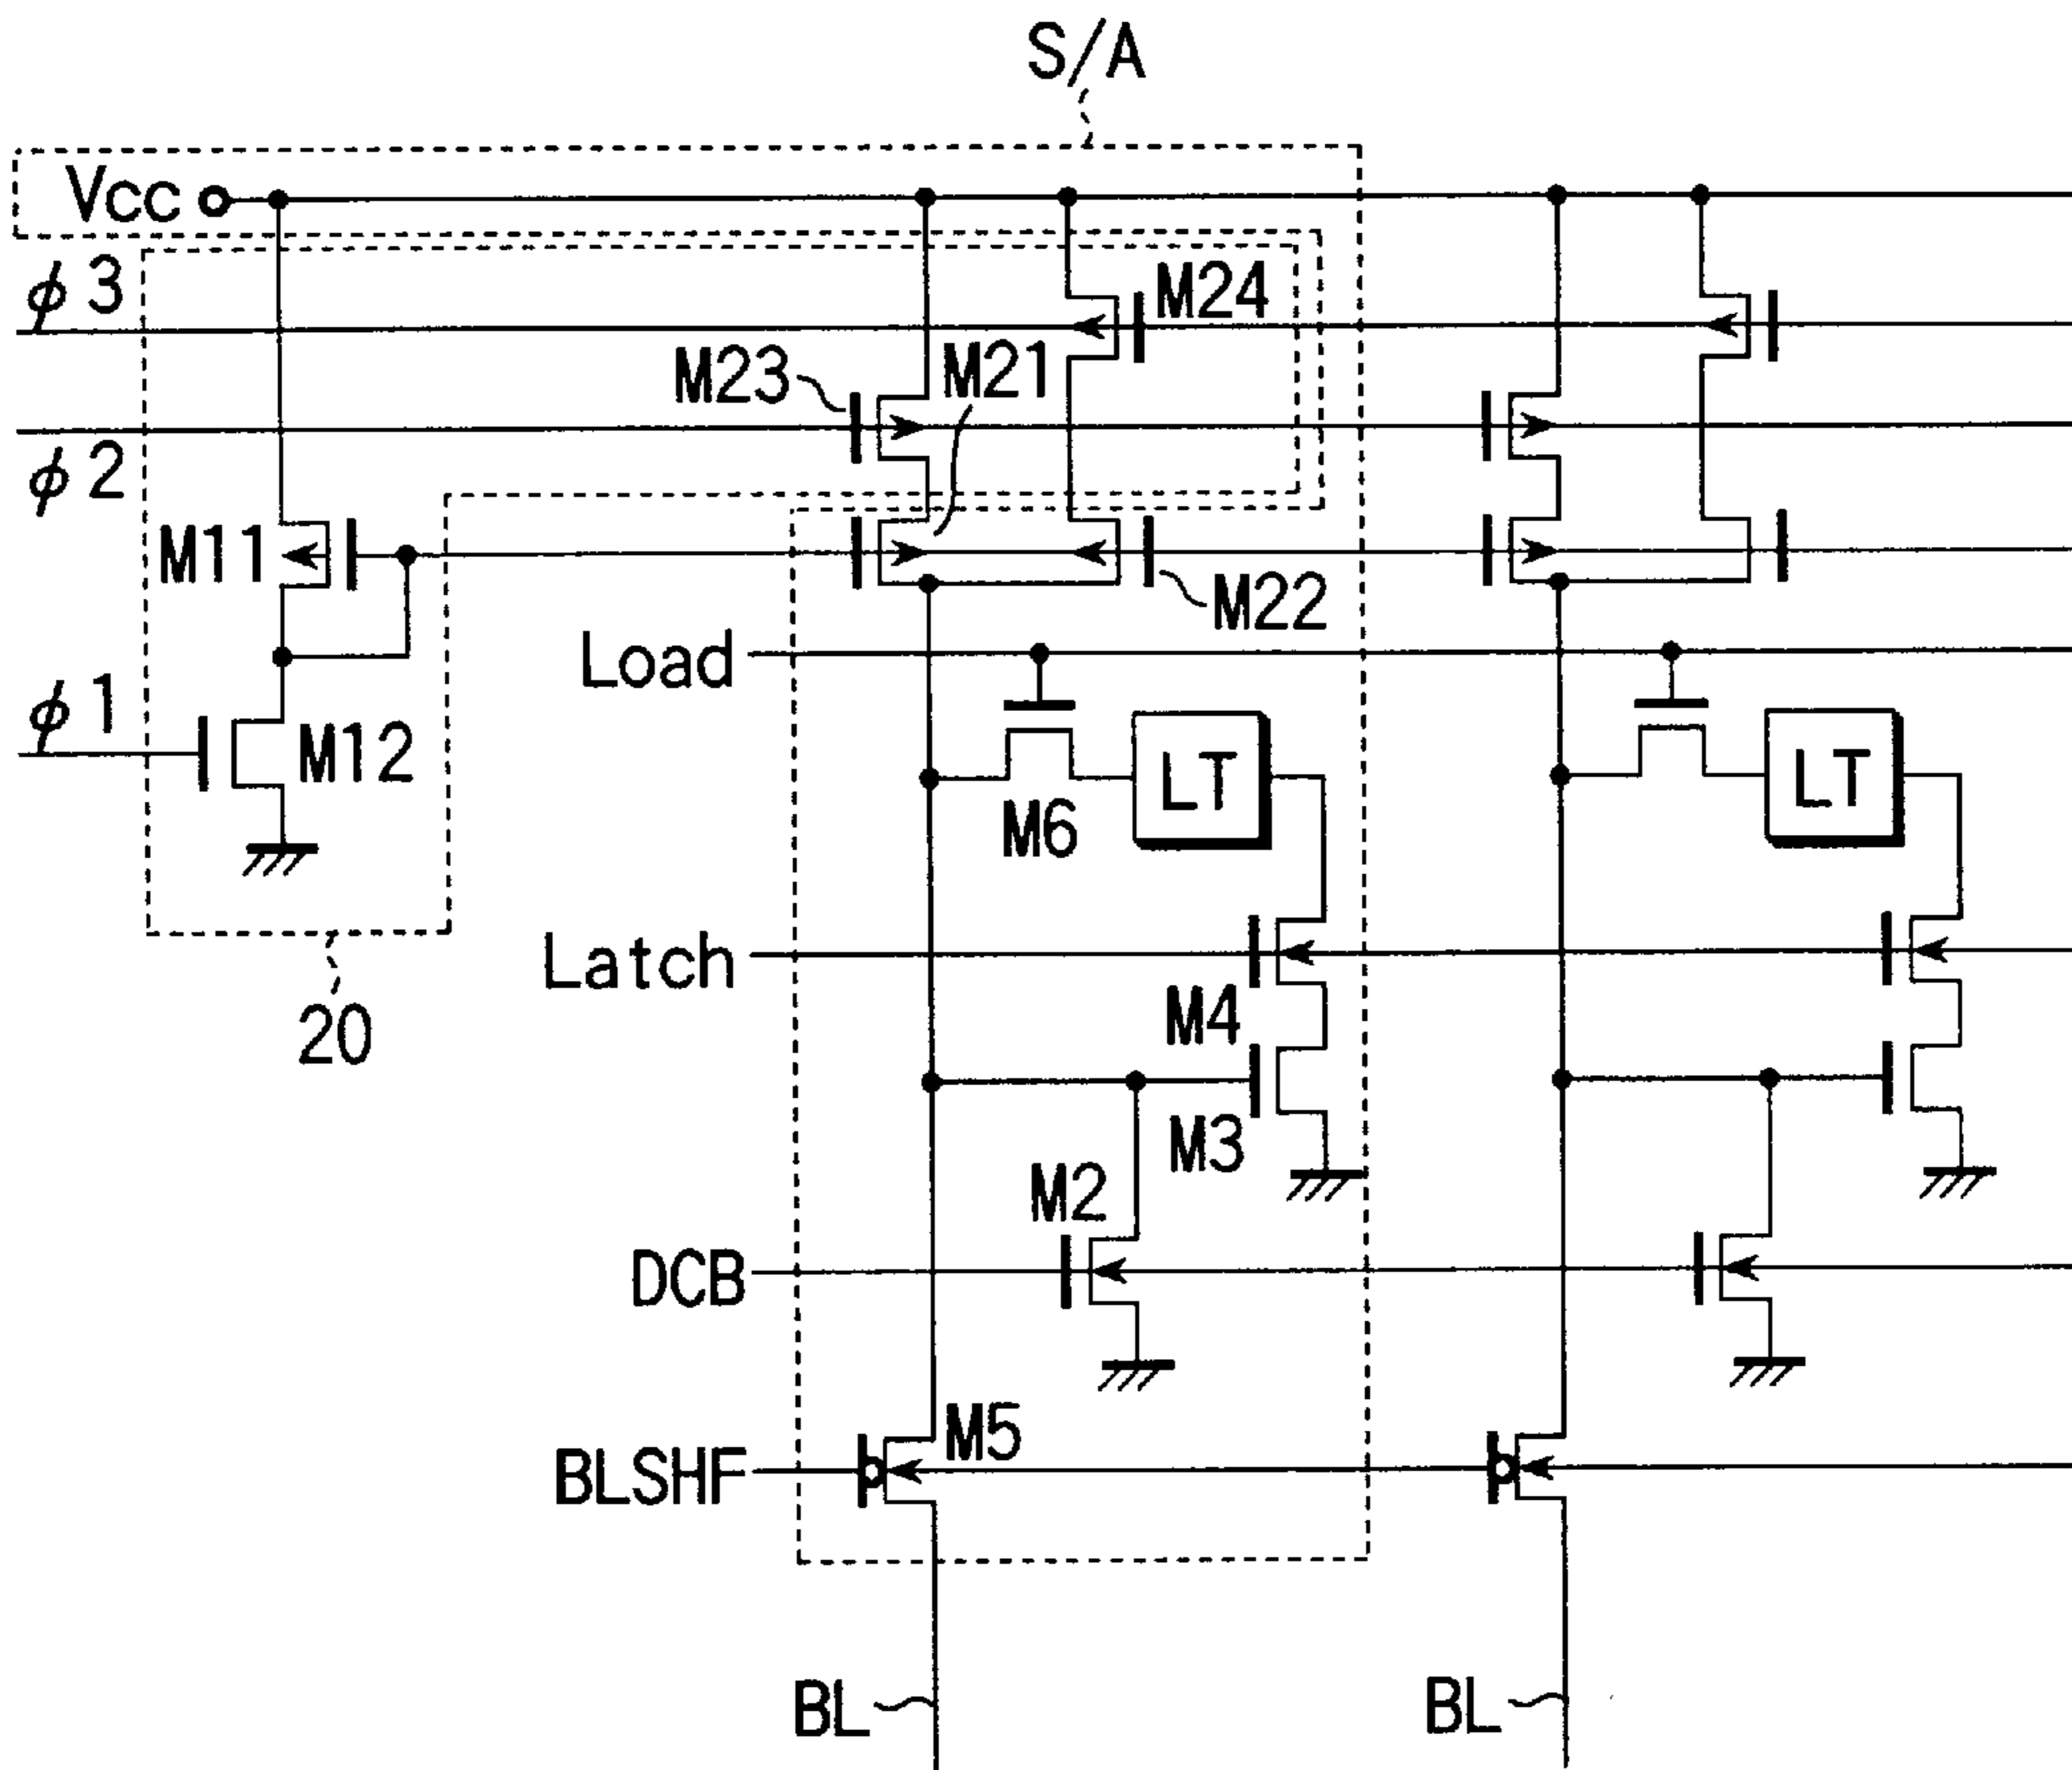 S/A
Vcc
ϕ3
M24
M23
M21
ϕ2
M11
M22
Load
ϕ1
M12
LT
LT
M6
Latch
M4
20
M3
M2
DCB
M5
BLSHF
BL
BL